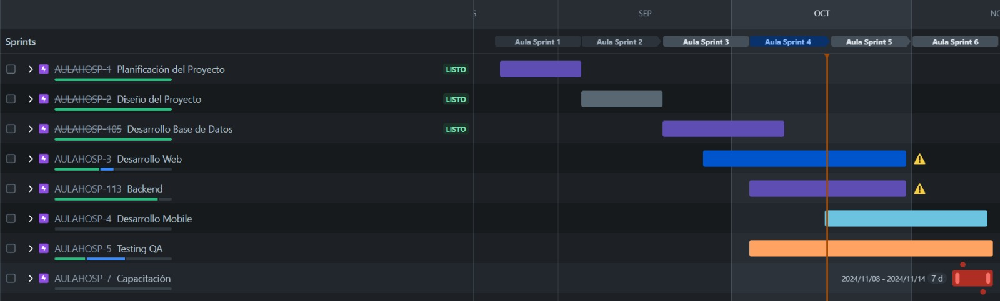 SEP OCT
Sprints Aula Sprint 1 Aula Sprint 2 Aula Sprint 3 Aula Sprint 4 Aula Sprint 5 Aula Sprint 6
AULAHOSP-1 Planificación del Proyecto LISTO
AULAHOSP-2 Diseño del Proyecto LISTO
AULAHOSP-105 Desarrollo Base de Datos LISTO
AULAHOSP-3 Desarrollo Web
AULAHOSP-113 Backend
AULAHOSP-4 Desarrollo Mobile
AULAHOSP-5 Testing QA
AULAHOSP-7 Capacitación 2024/11/08 - 2024/11/14 7 d